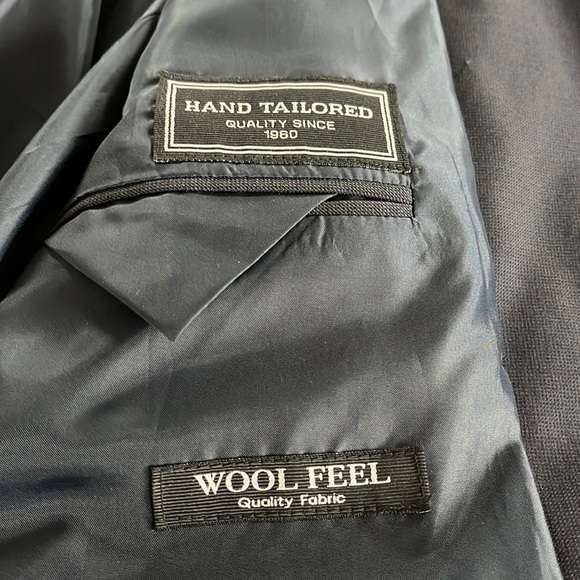 HAND TAILORED
QUALITY SINCE
1960
WOOL FEEL
Quality Fabric